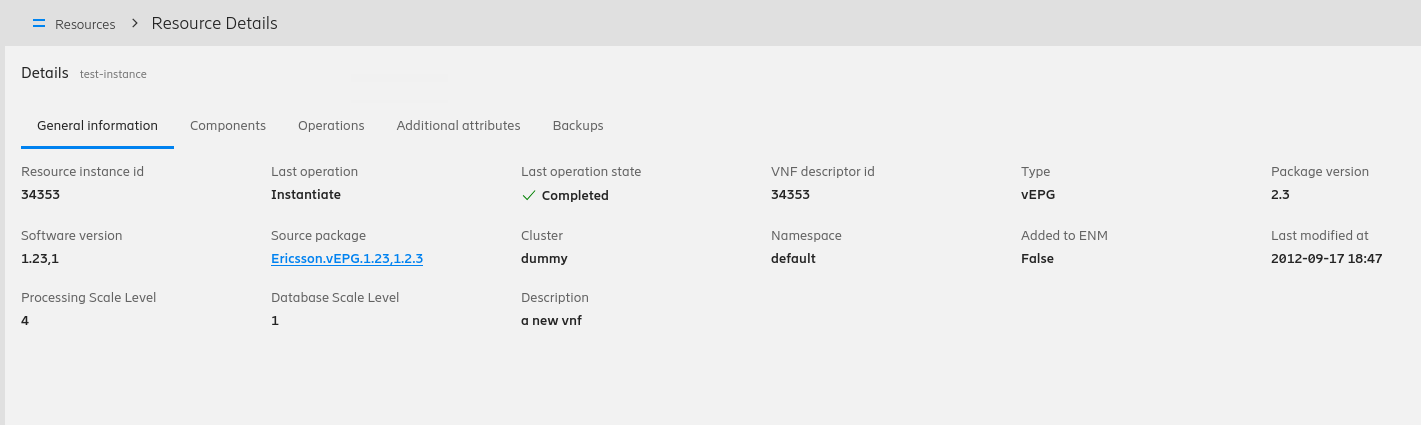 Resources > Resource Details
Details test-instance
General information Components Operations Additional attributes Backups
Resource instance id Last operation Last operation state VNF descriptor id Type Package version
34353 Instantiate Completed 34353 vEPG 2.3
Software version Source package Cluster Namespace Added to ENM Last modified at
1.23,1 Ericsson.vEPG.1.23,1.2.3 dummy default False 2012-09-17 18:47
Processing Scale Level Database Scale Level Description
4 1 a new vnf